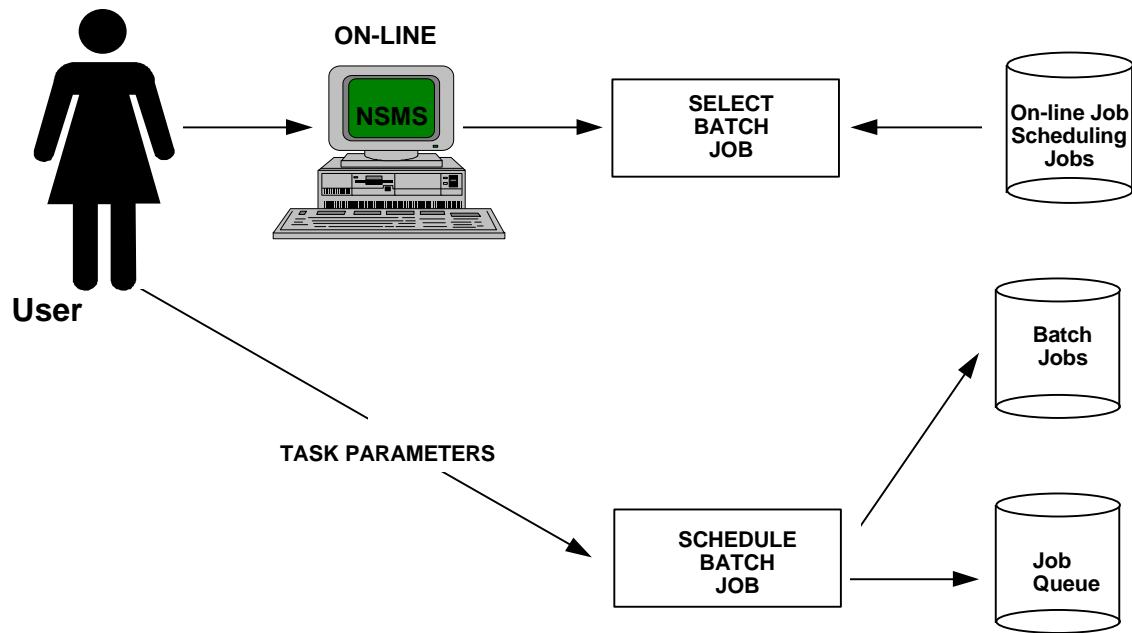 ON-LINE
NSMS
SELECT
BATCH
JOB
On-line Job
Scheduling
Jobs
User
Batch
Jobs
TASK PARAMETERS
SCHEDULE
BATCH
JOB
Job
Queue